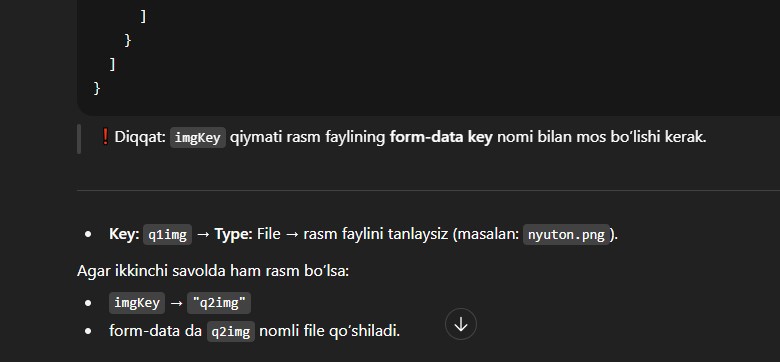 ]
}
]
}
❗Diqqat: imgKey qiymati rasm faylining form-data key nomi bilan mos bo‘lishi kerak.
• Key: q1img → Type: File → rasm faylini tanlaysiz (masalan: nyuton.png).
Agar ikkinchi savolda ham rasm bo‘lsa:
• imgKey → "q2img"
• form-data da q2img nomli file qo‘shiladi.